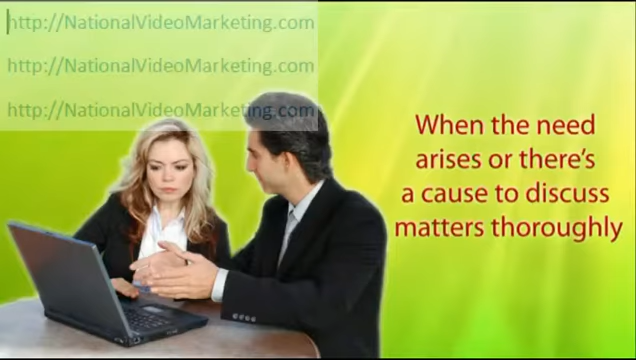 http://NationalVideoMarketing.com
http://NationalVideoMarketing.com
http://NationalVideoMarketing.com
When the need
arises or there's
a cause to discuss
matters thoroughly